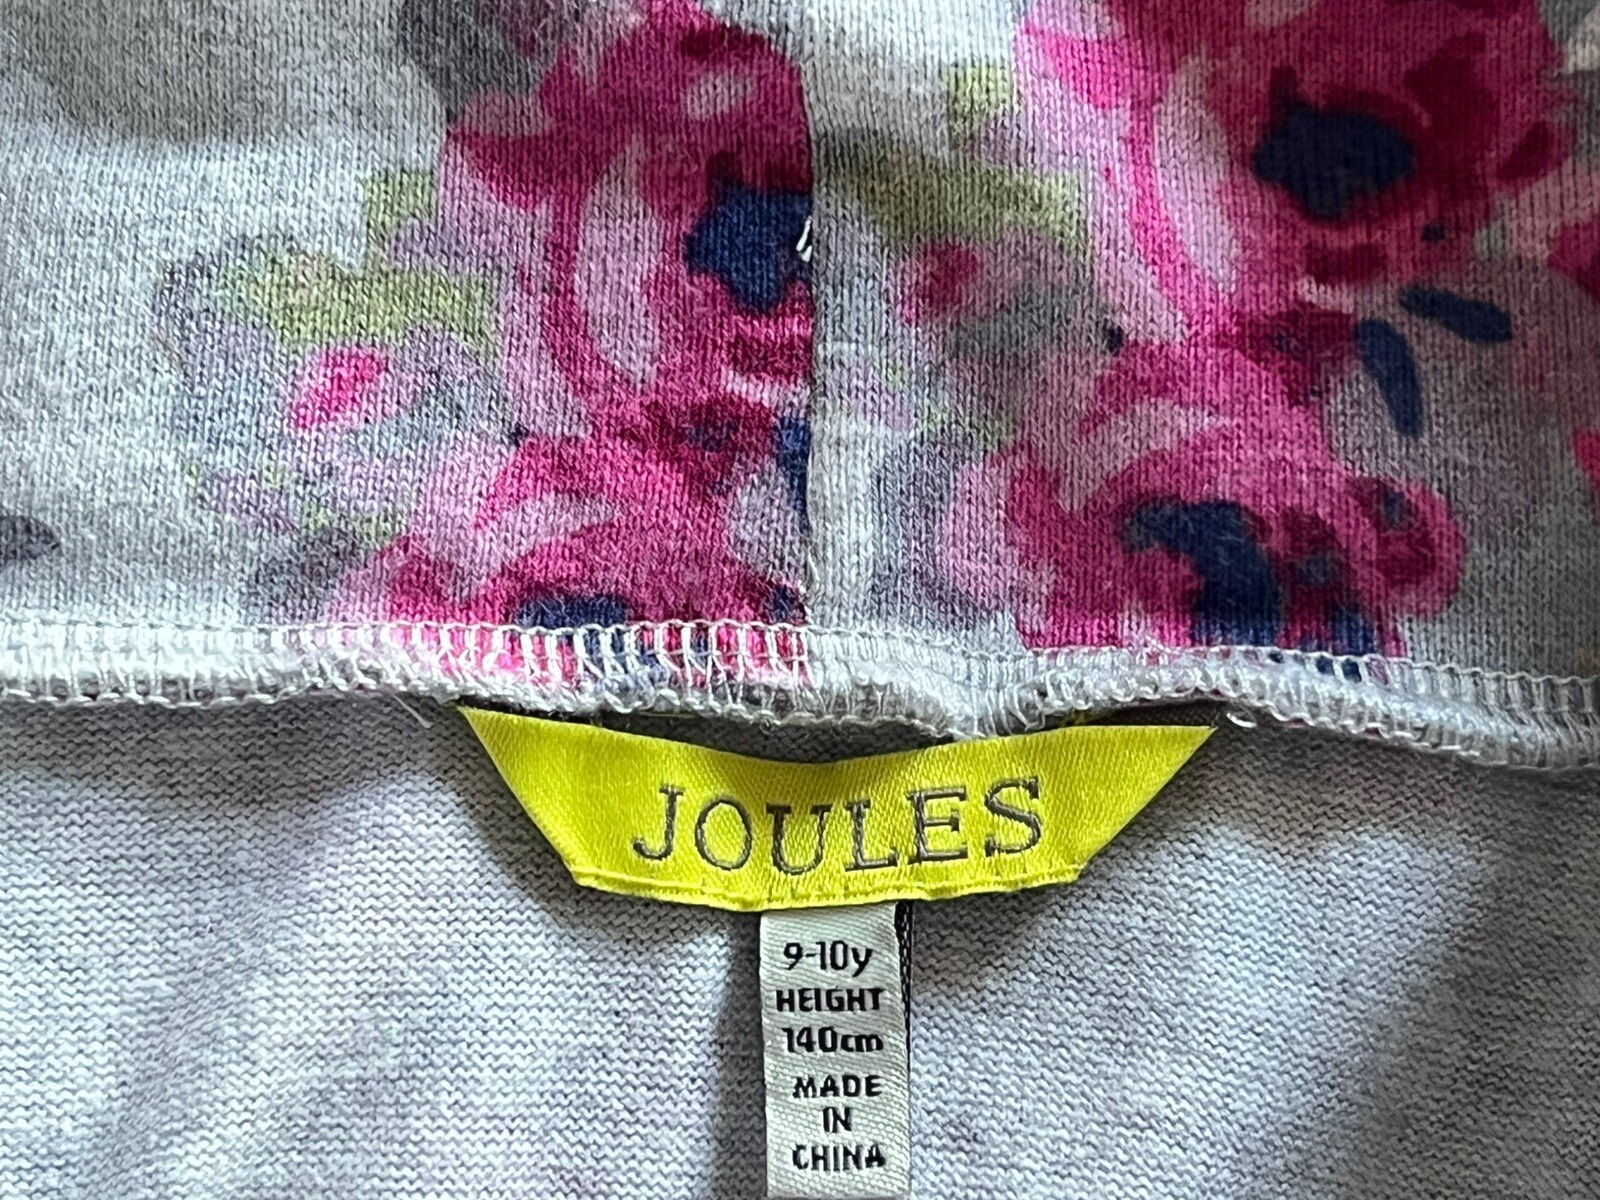 JOULES
9-10y
HEIGHT
140cm
MADE
IN
CHINA